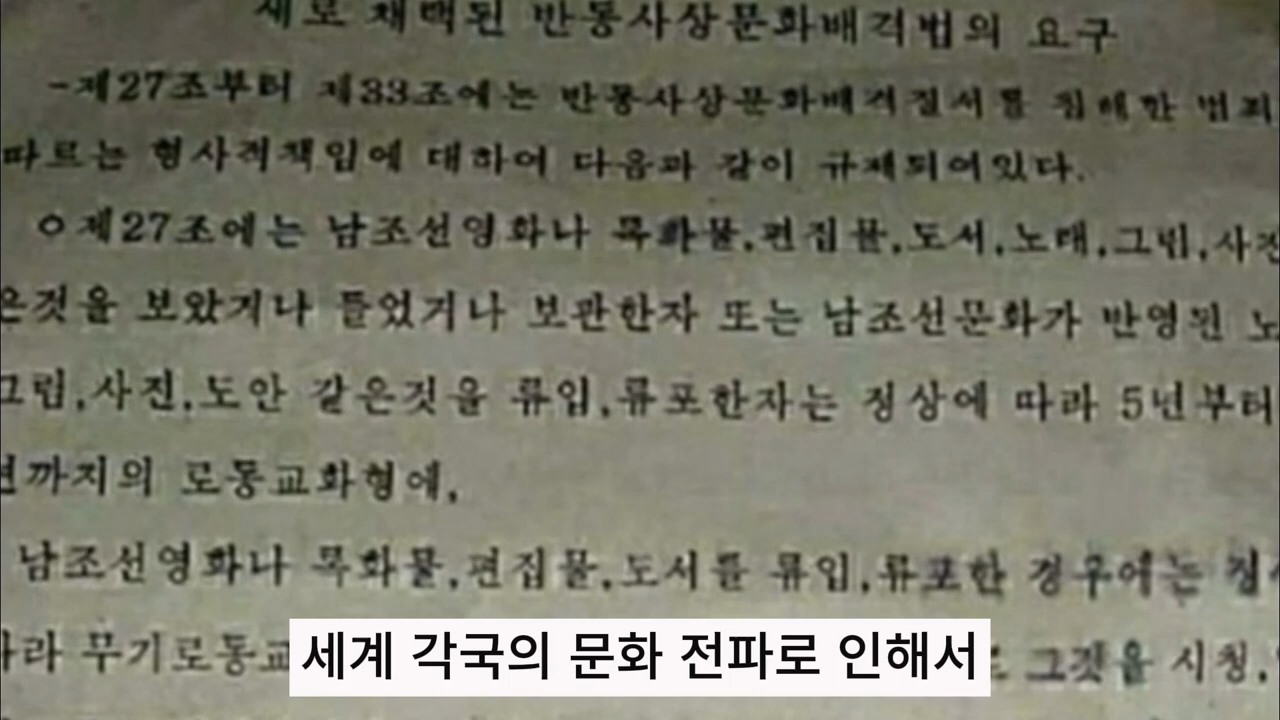 새로 채택된 반동사상문화배격법의 요구
-제27조부터 제33조에는 반동사상문화배격질서를 침해한 범죄
따르는 형사적책임에 대하여 다음과 같이 규제되여있다.
○제27조에는 남조선영화나 록화물,편집물,도서,노래,그림,사진
은것을 보았거나 들었거나 보관한자 또는 남조선문화가 반영된 노
그림,사진,도안 같은것을 류입,류포한자는 정상에 따라 5년부터
년까지의 로동교화형에,
남조선영화나 록화물,편집물,도서를 류입,류포한 경우에는 정
따라 무기로동교 그것을 시청,
세계 각국의 문화 전파로 인해서